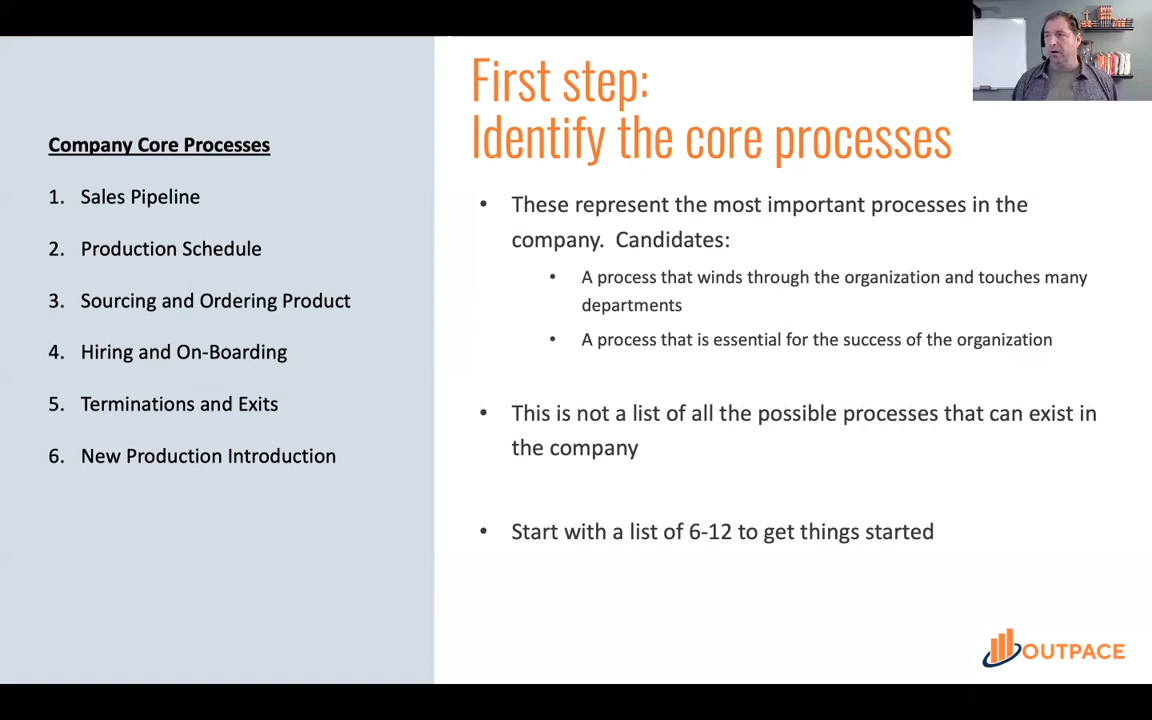 Company Core Processes
1. Sales Pipeline
2. Production Schedule
3. Sourcing and Ordering Product
4. Hiring and On-Boarding
5. Terminations and Exits
6. New Production Introduction
First step:
Identify the core processes
• These represent the most important processes in the
company. Candidates:
• A process that winds through the organization and touches many
departments
• A process that is essential for the success of the organization
• This is not a list of all the possible processes that can exist in
the company
• Start with a list of 6-12 to get things started
OUTPACE